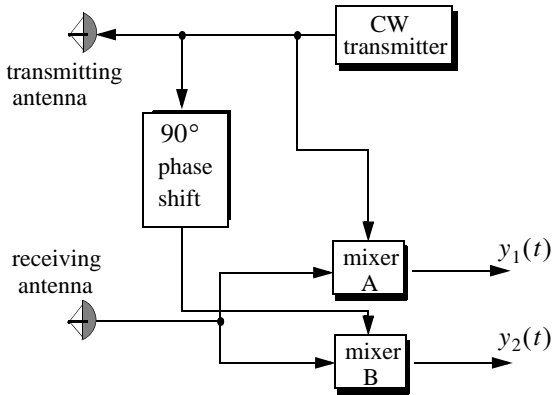 CW
transmitter
transmitting
antenna
90°
phase
shift
receiving
antenna
mixer
A
y₁(t)
mixer
B
y₂(t)